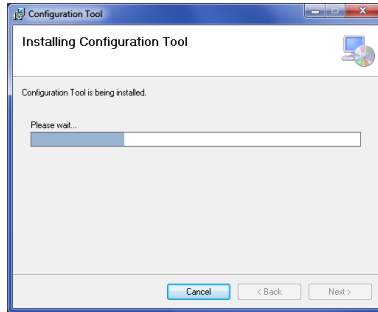 Configuration Tool
Installing Configuration Tool
Configuration Tool is being installed.
Please wait...
Cancel
< Back
Next >